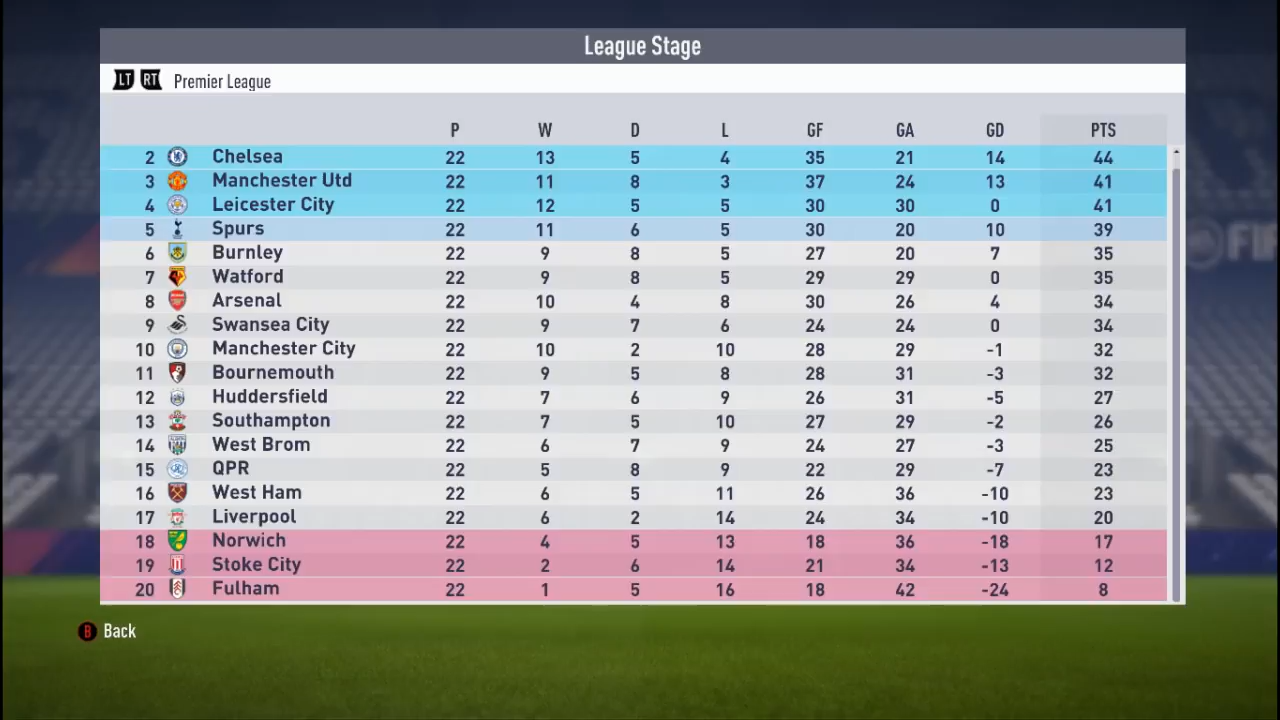 League Stage
LT RT Premier League
P W D L GF GA GD PTS
2 Chelsea 22 13 5 4 35 21 14 44
3 Manchester Utd 22 11 8 3 37 24 13 41
4 Leicester City 22 12 5 5 30 30 0 41
5 Spurs 22 11 6 5 30 20 10 39
6 Burnley 22 9 8 5 27 20 7 35
7 Watford 22 9 8 5 29 29 0 35
8 Arsenal 22 10 4 8 30 26 4 34
9 Swansea City 22 9 7 6 24 24 0 34
10 Manchester City 22 10 2 10 28 29 -1 32
11 Bournemouth 22 9 5 8 28 31 -3 32
12 Huddersfield 22 7 6 9 26 31 -5 27
13 Southampton 22 7 5 10 27 29 -2 26
14 West Brom 22 6 7 9 24 27 -3 25
15 QPR 22 5 8 9 22 29 -7 23
16 West Ham 22 6 5 11 26 36 -10 23
17 Liverpool 22 6 2 14 24 34 -10 20
18 Norwich 22 4 5 13 18 36 -18 17
19 Stoke City 22 2 6 14 21 34 -13 12
20 Fulham 22 1 5 16 18 42 -24 8
B Back
FI